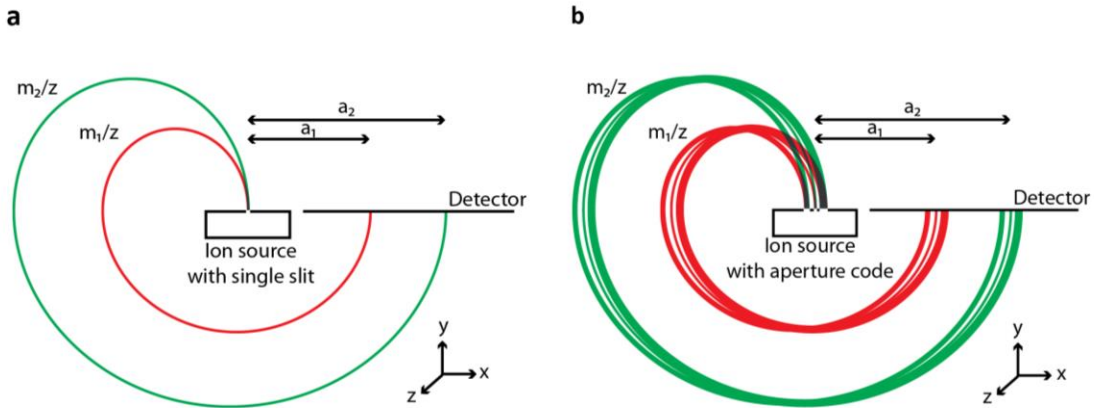 a
m₂/z
m₁/z
a₂
a₁
Detector
Ion source
with single slit
y
x
z
b
m₂/z
m₁/z
a₂
a₁
Detector
Ion source
with aperture code
y
x
z